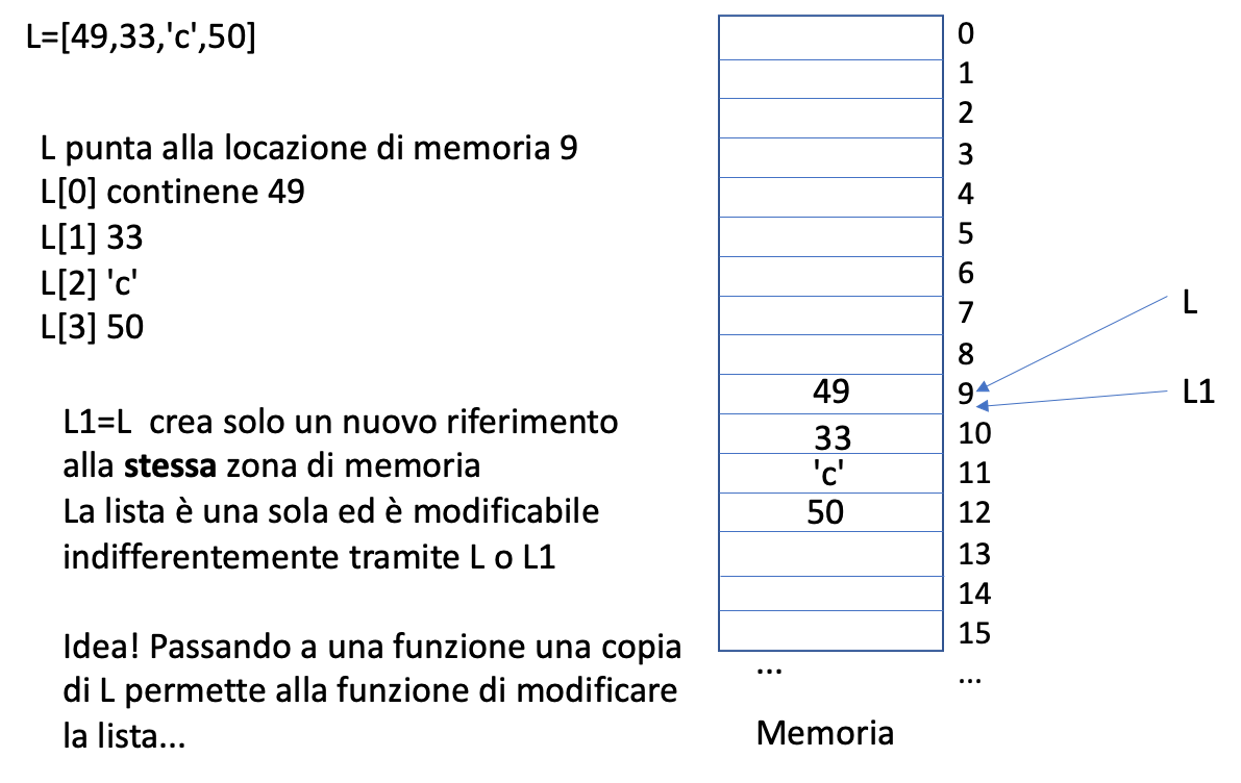 L=[49,33,'c',50]
L punta alla locazione di memoria 9
L[0] continene 49
L[1] 33
L[2] 'c'
L[3] 50
L1=L crea solo un nuovo riferimento
alla stessa zona di memoria
La lista è una sola ed è modificabile
indifferentemente tramite L o L1
Idea! Passando a una funzione una copia
di L permette alla funzione di modificare
la lista...
0
1
2
3
4
5
6
7
8
49 9
33 10
'c' 11
50 12
13
14
15
... ...
Memoria
L
L1